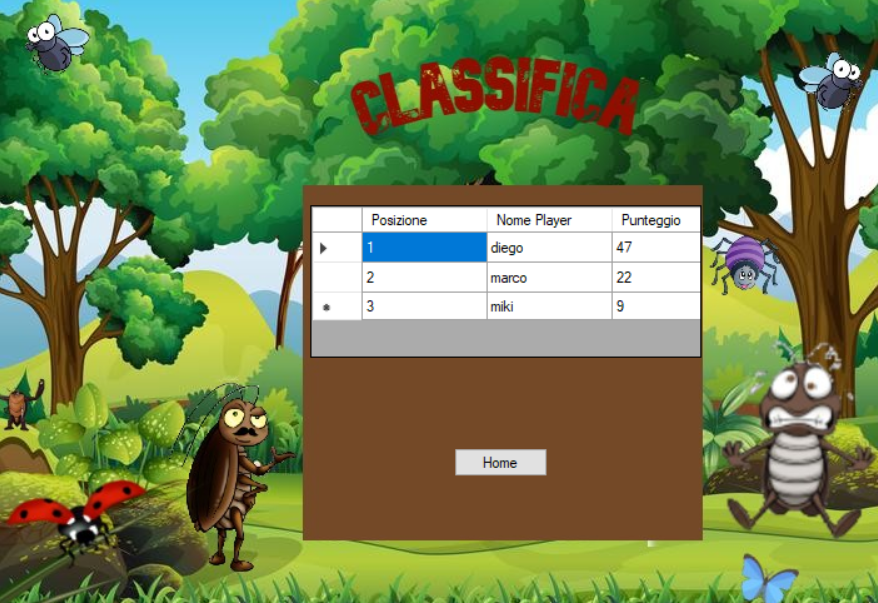 CLASSIFICA
Posizione Nome Player Punteggio
1 diego 47
2 marco 22
3 miki 9
Home